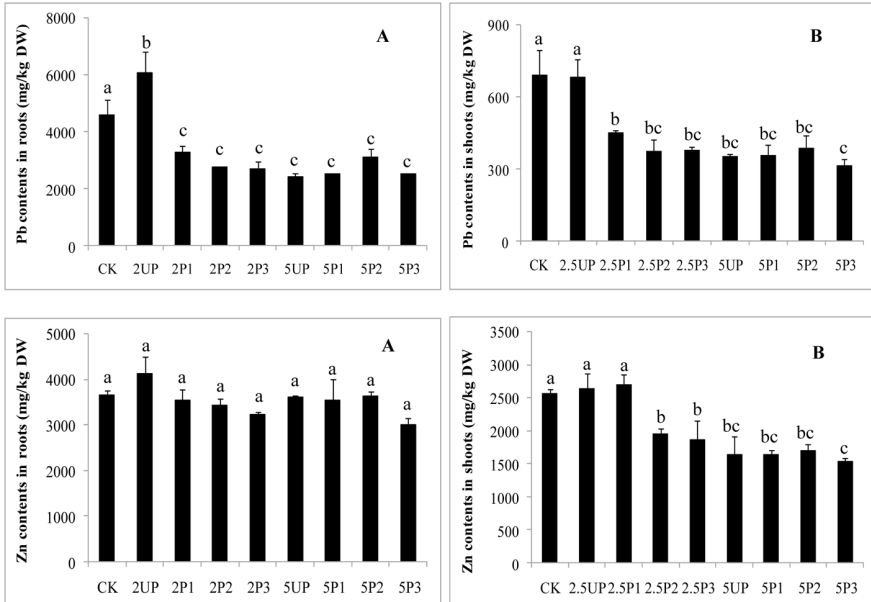 Pb contents in roots (mg/kg DW)
8000
6000
4000
2000
0
A
a b c c c c c c c
CK 2UP 2P1 2P2 2P3 5UP 5P1 5P2 5P3
Pb contents in shoots (mg/kg DW
900
600
300
0
B
a a b bc bc bc bc bc c
CK 2.5UP 2.5P1 2.5P2 2.5P3 5UP 5P1 5P2 5P3
Zn contents in roots (mg/kg DW
5000
4000
3000
2000
1000
0
A
a a a a a a a a a
CK 2UP 2P1 2P2 2P3 5UP 5P1 5P2 5P3
Zn contents in shoots (mg/kg DW
3500
3000
2500
2000
1500
1000
500
0
B
a a a b b bc bc bc c
CK 2.5UP 2.5P1 2.5P2 2.5P3 5UP 5P1 5P2 5P3